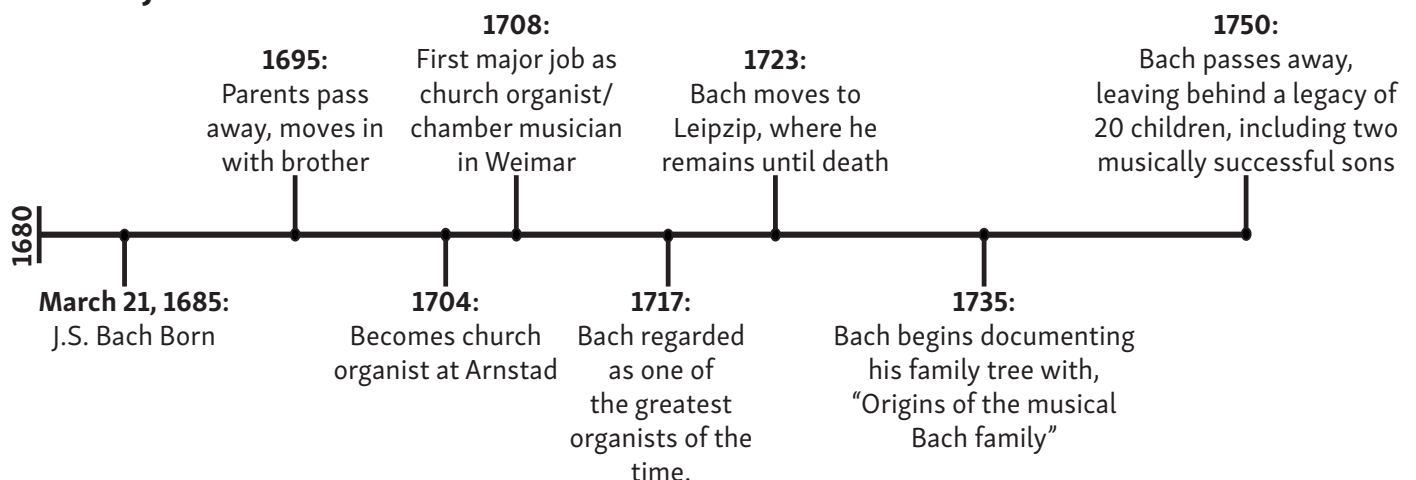 1708:
First major job as
church organist/
chamber musician
in Weimar
1750:
Bach passes away,
leaving behind a legacy of
20 children, including two
musically successful sons
1695:
Parents pass
away, moves in
with brother
1723:
Bach moves to
Leipzip, where he
remains until death
1680
March 21, 1685:
J.S. Bach Born
1704:
Becomes church
organist at Arnstad
1717:
Bach regarded
as one of
the greatest
organists of the
time.
1735:
Bach begins documenting
his family tree with,
“Origins of the musical
Bach family”